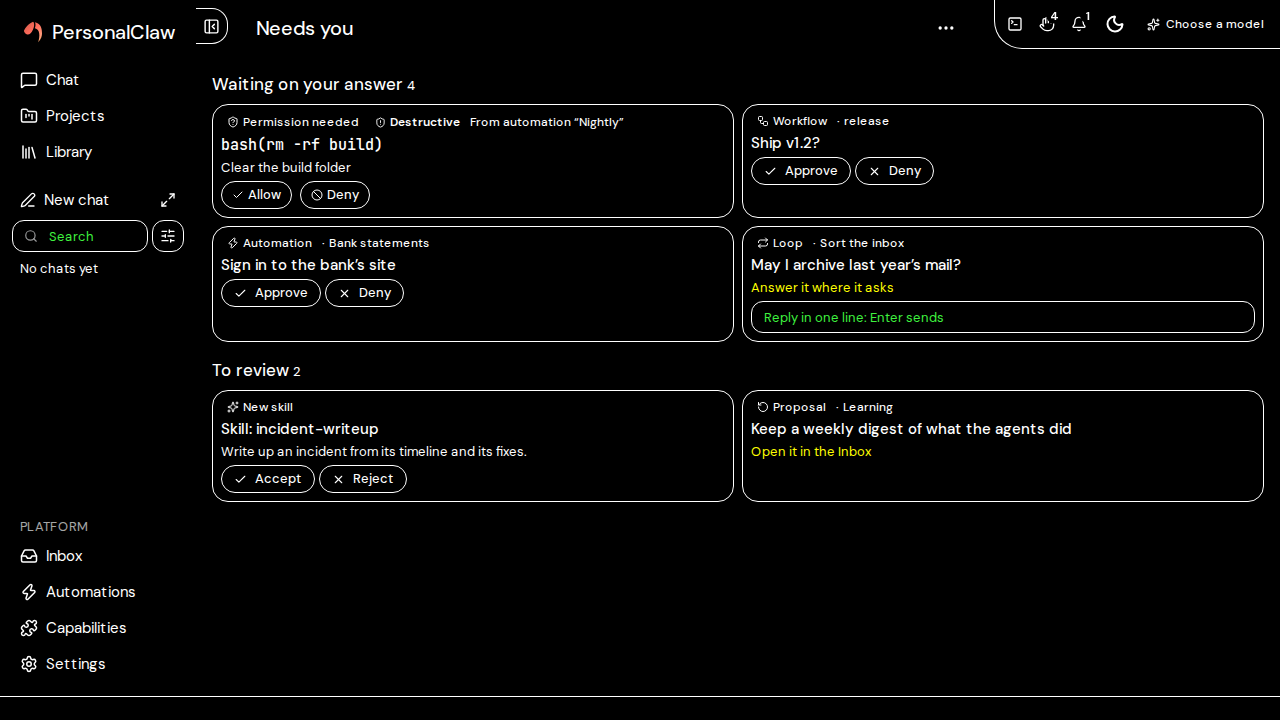 PersonalClaw
Needs you
4
1
Choose a model
Chat
Projects
Library
New chat
Search
No chats yet
PLATFORM
Inbox
Automations
Capabilities
Settings
Waiting on your answer 4
Permission needed Destructive From automation “Nightly”
bash(rm -rf build)
Clear the build folder
Allow Deny
Workflow · release
Ship v1.2?
Approve Deny
Automation · Bank statements
Sign in to the bank’s site
Approve Deny
Loop · Sort the inbox
May I archive last year’s mail?
Answer it where it asks
Reply in one line: Enter sends
To review 2
New skill
Skill: incident-writeup
Write up an incident from its timeline and its fixes.
Accept Reject
Proposal · Learning
Keep a weekly digest of what the agents did
Open it in the Inbox